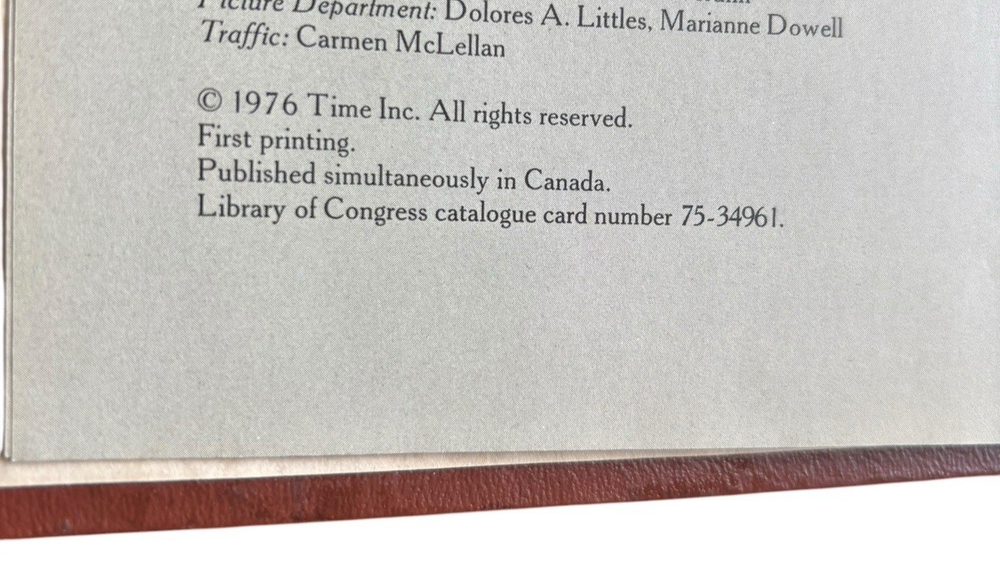 Picture Department: Dolores A. Littles, Marianne Dowell
Traffic: Carmen McLellan
© 1976 Time Inc. All rights reserved.
First printing.
Published simultaneously in Canada.
Library of Congress catalogue card number 75-34961.